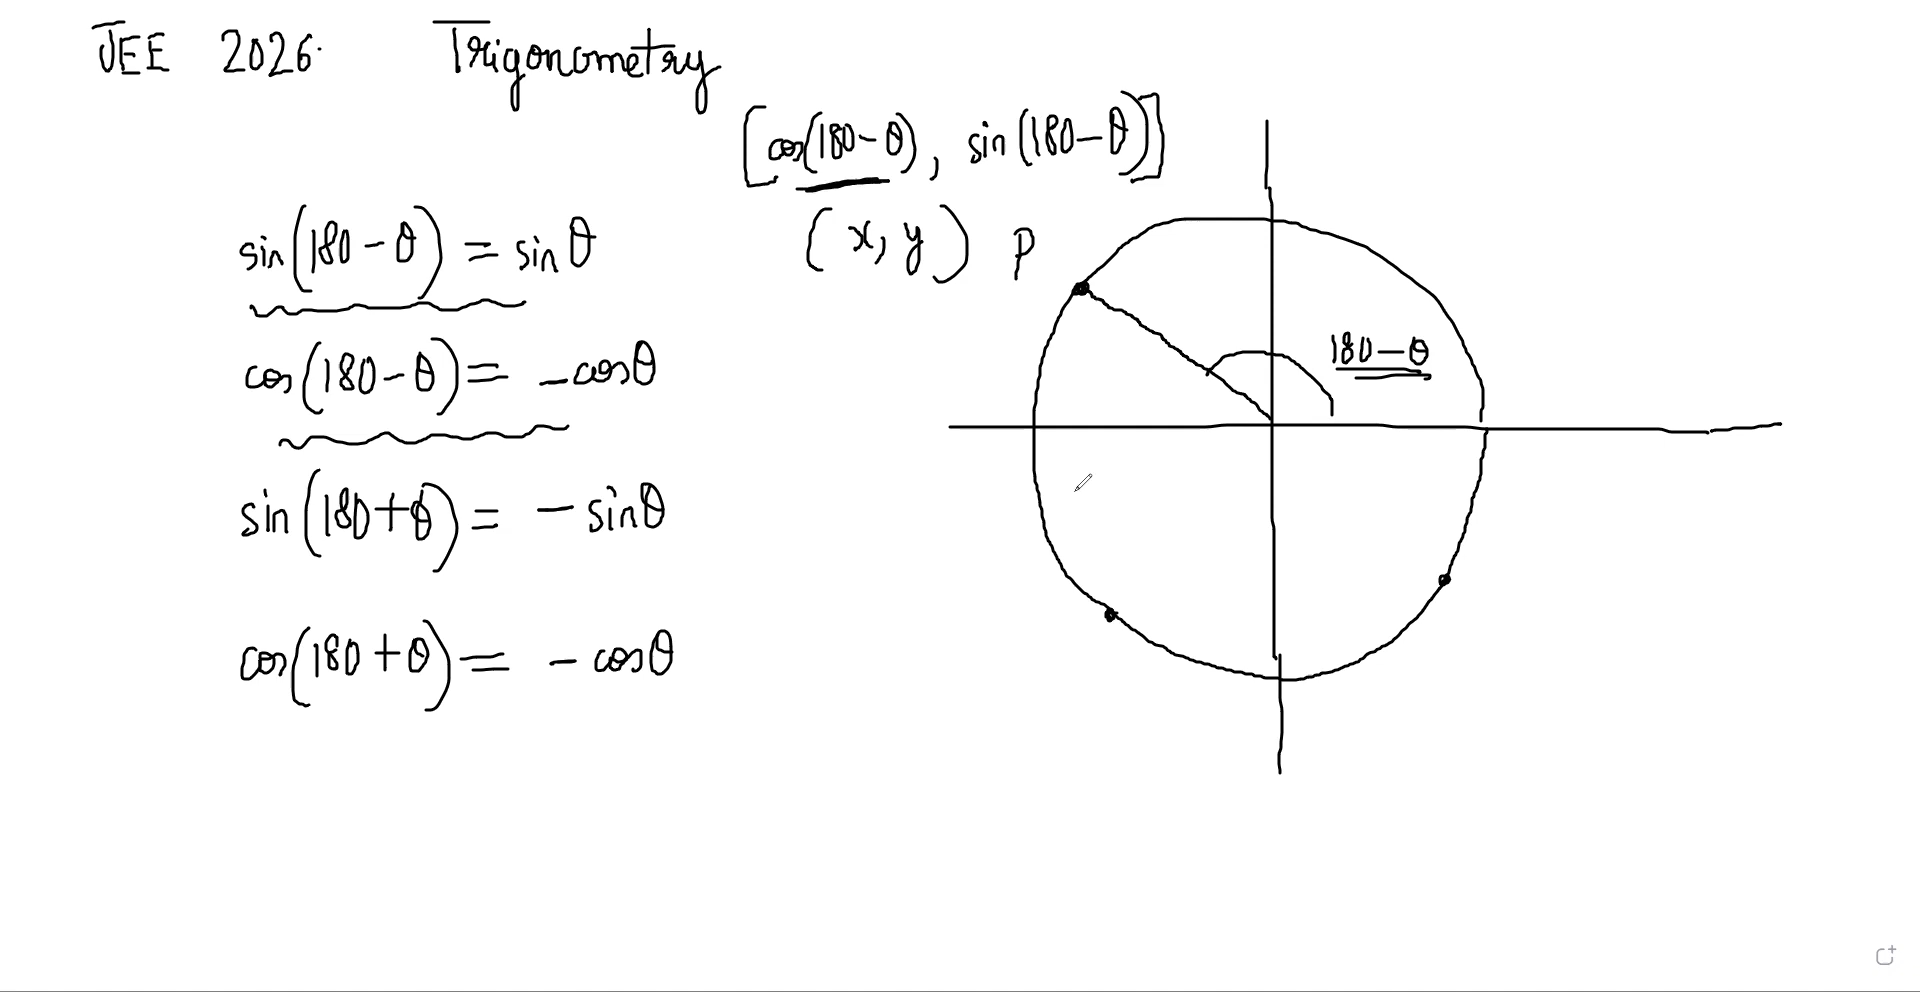 JEE 2026. Trigonometry
[cos(180-θ), sin(180-θ)]
(x, y) P
sin(180-θ) = sinθ
180-θ
cos(180-θ) = -cosθ
sin(180+θ) = -sinθ
cos(180+θ) = -cosθ